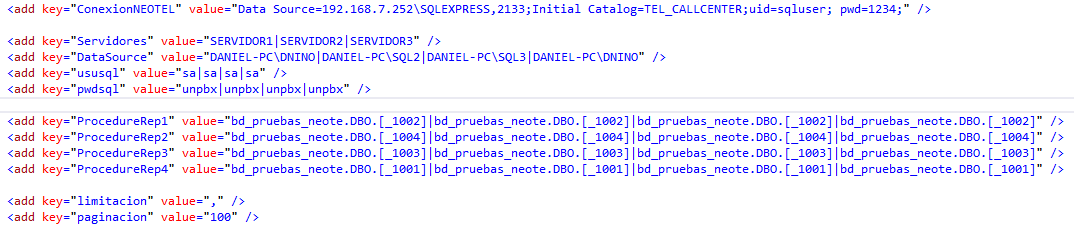 <add key="ConexionNEOTEL" value="Data Source=192.168.7.252\SQLEXPRESS,2133;Initial Catalog=TEL_CALLCENTER;uid=sqluser; pwd=1234;" />
<add key="Servidores" value="SERVIDOR1|SERVIDOR2|SERVIDOR3" />
<add key="DataSource" value="DANIEL-PC\DNINO|DANIEL-PC\SQL2|DANIEL-PC\SQL3|DANIEL-PC\DNINO" />
<add key="ususql" value="sa|sa|sa|sa" />
<add key="pwdsql" value="unpbx|unpbx|unpbx|unpbx" />
<add key="ProcedureRep1" value="bd_pruebas_neote.DBO.[_1002]|bd_pruebas_neote.DBO.[_1002]|bd_pruebas_neote.DBO.[_1002]|bd_pruebas_neote.DBO.[_1002]" />
<add key="ProcedureRep2" value="bd_pruebas_neote.DBO.[_1004]|bd_pruebas_neote.DBO.[_1004]|bd_pruebas_neote.DBO.[_1004]|bd_pruebas_neote.DBO.[_1004]" />
<add key="ProcedureRep3" value="bd_pruebas_neote.DBO.[_1003]|bd_pruebas_neote.DBO.[_1003]|bd_pruebas_neote.DBO.[_1003]|bd_pruebas_neote.DBO.[_1003]" />
<add key="ProcedureRep4" value="bd_pruebas_neote.DBO.[_1001]|bd_pruebas_neote.DBO.[_1001]|bd_pruebas_neote.DBO.[_1001]|bd_pruebas_neote.DBO.[_1001]" />
<add key="limitacion" value="," />
<add key="paginacion" value="100" />